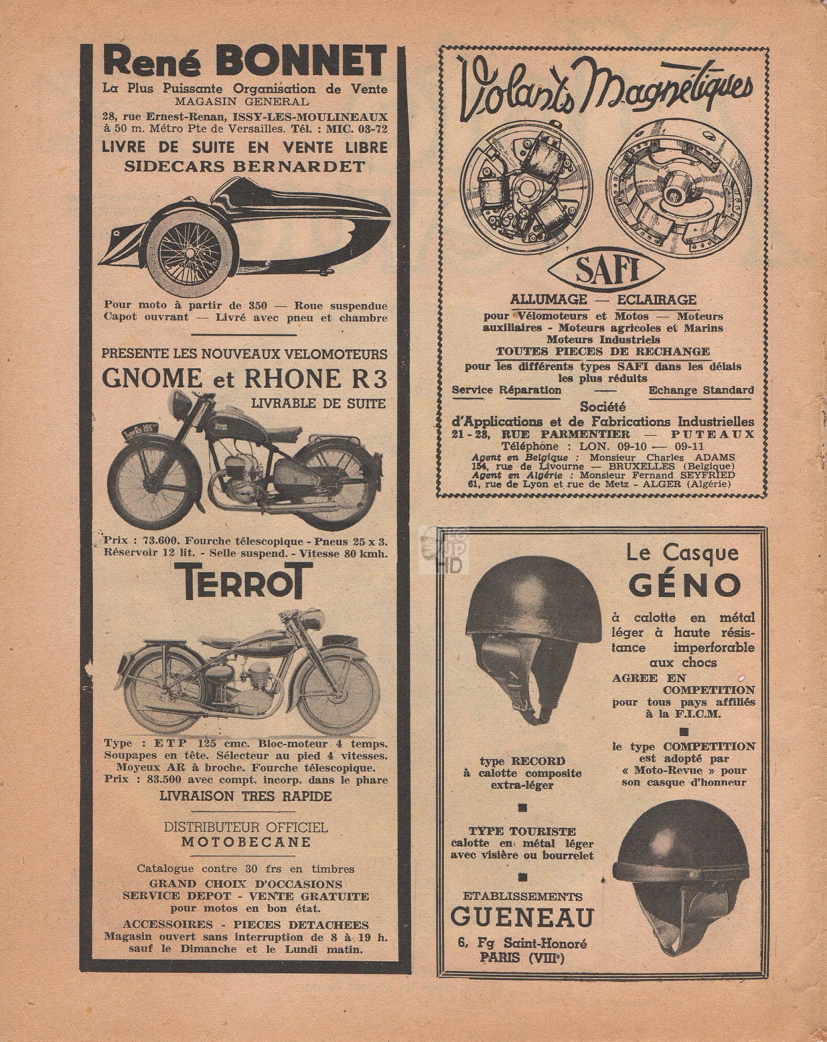 René BONNET
La Plus Puissante Organisation de Vente
MAGASIN GENERAL
28, rue Ernest-Renan, ISSY-LES-MOULINEAUX
à 50 m. Métro Pte de Versailles. Tél. : MIC. 03-72
LIVRE DE SUITE EN VENTE LIBRE
SIDECARS BERNARDET
Pour moto à partir de 350 — Roue suspendue
Capot ouvrant — Livré avec pneu et chambre
PRESENTE LES NOUVEAUX VELOMOTEURS
GNOME et RHONE R3
LIVRABLE DE SUITE
Prix : 73.600. Fourche télescopique - Pneus 25 x 3.
Réservoir 12 lit. - Selle suspend. - Vitesse 80 kmh.
TERROT
Type : E T P 125 cmc. Bloc-moteur 4 temps.
Soupapes en tête. Sélecteur au pied 4 vitesses.
Moyeux AR à broche. Fourche télescopique.
Prix : 83.500 avec compt. incorp. dans le phare
LIVRAISON TRES RAPIDE
DISTRIBUTEUR OFFICIEL
MOTOBECANE
Catalogue contre 30 frs en timbres
GRAND CHOIX D'OCCASIONS
SERVICE DEPOT - VENTE GRATUITE
pour motos en bon état.
ACCESSOIRES - PIECES DETACHEES
Magasin ouvert sans interruption de 8 à 19 h.
sauf le Dimanche et le Lundi matin.
Volants Magnétiques
SAFI
ALLUMAGE — ECLAIRAGE
pour Vélomoteurs et Motos — Moteurs
auxiliaires - Moteurs agricoles et Marins
Moteurs Industriels
TOUTES PIECES DE RECHANGE
pour les différents types SAFI dans les délais
les plus réduits
Service Réparation — Echange Standard
Société
d'Applications et de Fabrications Industrielles
21-23, RUE PARMENTIER — PUTEAUX
Téléphone : LON. 09-10 — 09-11
Agent en Belgique : Monsieur Charles ADAMS
154, rue de Livourne — BRUXELLES (Belgique)
Agent en Algérie : Monsieur Fernand SEYFRIED
61, rue de Lyon et rue de Metz - ALGER (Algérie)
HD
Le Casque
GÉNO
à calotte en métal
léger à haute résis-
tance imperforable
aux chocs
AGREE EN
COMPETITION
pour tous pays affiliés
à la F.I.C.M.
le type COMPETITION
est adopté par
« Moto-Revue » pour
son casque d'honneur
type RECORD
à calotte composite
extra-léger
TYPE TOURISTE
calotte en métal léger
avec visière ou bourrelet
ETABLISSEMENTS
GUENEAU
6, Fg Saint-Honoré
PARIS (VIIIe)